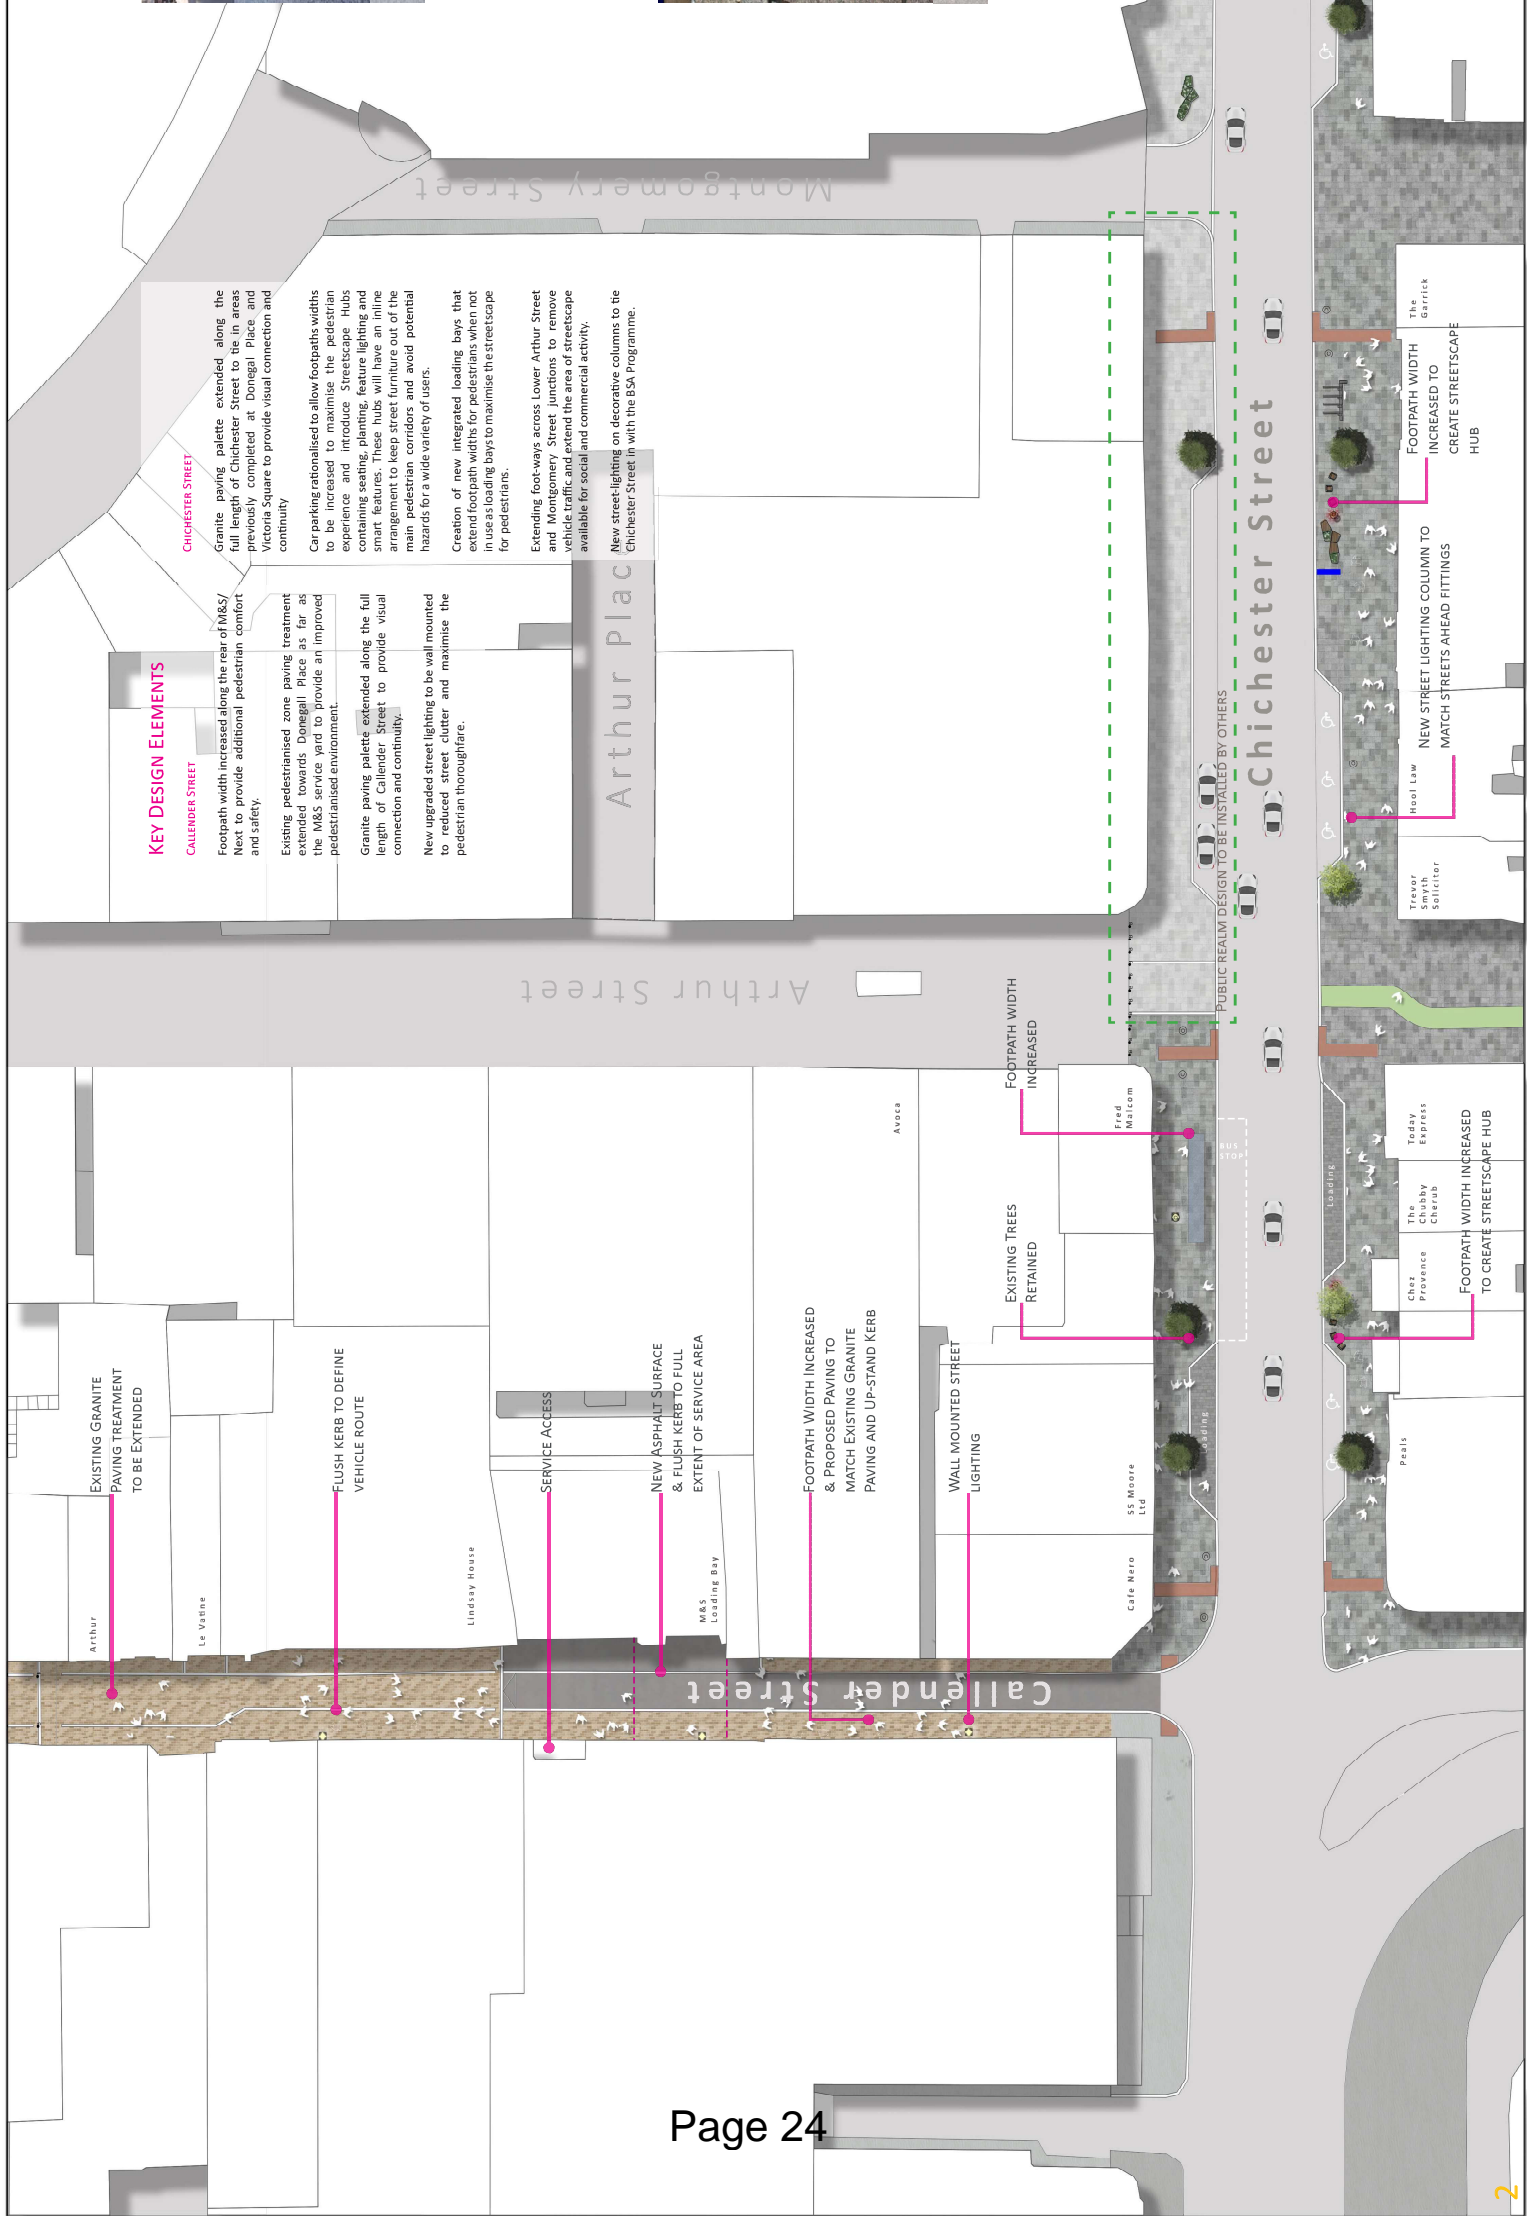 KEY DESIGN ELEMENTS
CALLENDER STREET
Footpath width increased along the rear of M&S/
Next to provide additional pedestrian comfort
and safety.
Existing pedestrianised zone paving treatment
extended towards Donegall Place as far as
the M&S service yard to provide an improved
pedestrianised environment.
Granite paving palette extended along the full
length of Callender Street to provide visual
connection and continuity.
New upgraded street lighting to be wall mounted
to reduced street clutter and maximise the
pedestrian thoroughfare.
CHICHESTER STREET
Granite paving palette extended along the
full length of Chichester Street to tie in areas
previously completed at Donegal Place and
Victoria Square to provide visual connection and
continuity
Car parking rationalised to allow footpaths widths
to be increased to maximise the pedestrian
experience and introduce Streetscape Hubs
containing seating, planting, feature lighting and
smart features. These hubs will have an inline
arrangement to keep street furniture out of the
main pedestrian corridors and avoid potential
hazards for a wide variety of users.
Creation of new integrated loading bays that
extend footpath widths for pedestrians when not
in use as loading bays to maximise the streetscape
for pedestrians.
Extending foot-ways across Lower Arthur Street
and Montgomery Street junctions to remove
vehicle traffic and extend the area of streetscape
available for social and commercial activity.
New street-lighting on decorative columns to tie
Chichester Street in with the BSA Programme.
EXISTING GRANITE
PAVING TREATMENT
TO BE EXTENDED
Arthur
Le Vatine
FLUSH KERB TO DEFINE
VEHICLE ROUTE
Lindsay House
SERVICE ACCESS
NEW ASPHALT SURFACE
& FLUSH KERB TO FULL
EXTENT OF SERVICE AREA
M&S
Loading Bay
FOOTPATH WIDTH INCREASED
& PROPOSED PAVING TO
MATCH EXISTING GRANITE
PAVING AND UP-STAND KERB
WALL MOUNTED STREET
LIGHTING
Callender Street
Arthur Street
Arthur Place
Montgomery Street
Avoca
EXISTING TREES
RETAINED
FOOTPATH WIDTH
INCREASED
Cafe Nero
SS Moore
Ltd
Fred
Malcom
Loading
BUS
STOP
PUBLIC REALM DESIGN TO BE INSTALLED BY OTHERS
Chichester Street
Loading
Peals
Chez
Provence
The
Chubby
Cherub
Today
Express
FOOTPATH WIDTH INCREASED
TO CREATE STREETSCAPE HUB
Trevor
Smyth
Solicitor
Hool Law
NEW STREET LIGHTING COLUMN TO
MATCH STREETS AHEAD FITTINGS
The
Garrick
FOOTPATH WIDTH
INCREASED TO
CREATE STREETSCAPE
HUB
Page 24
2